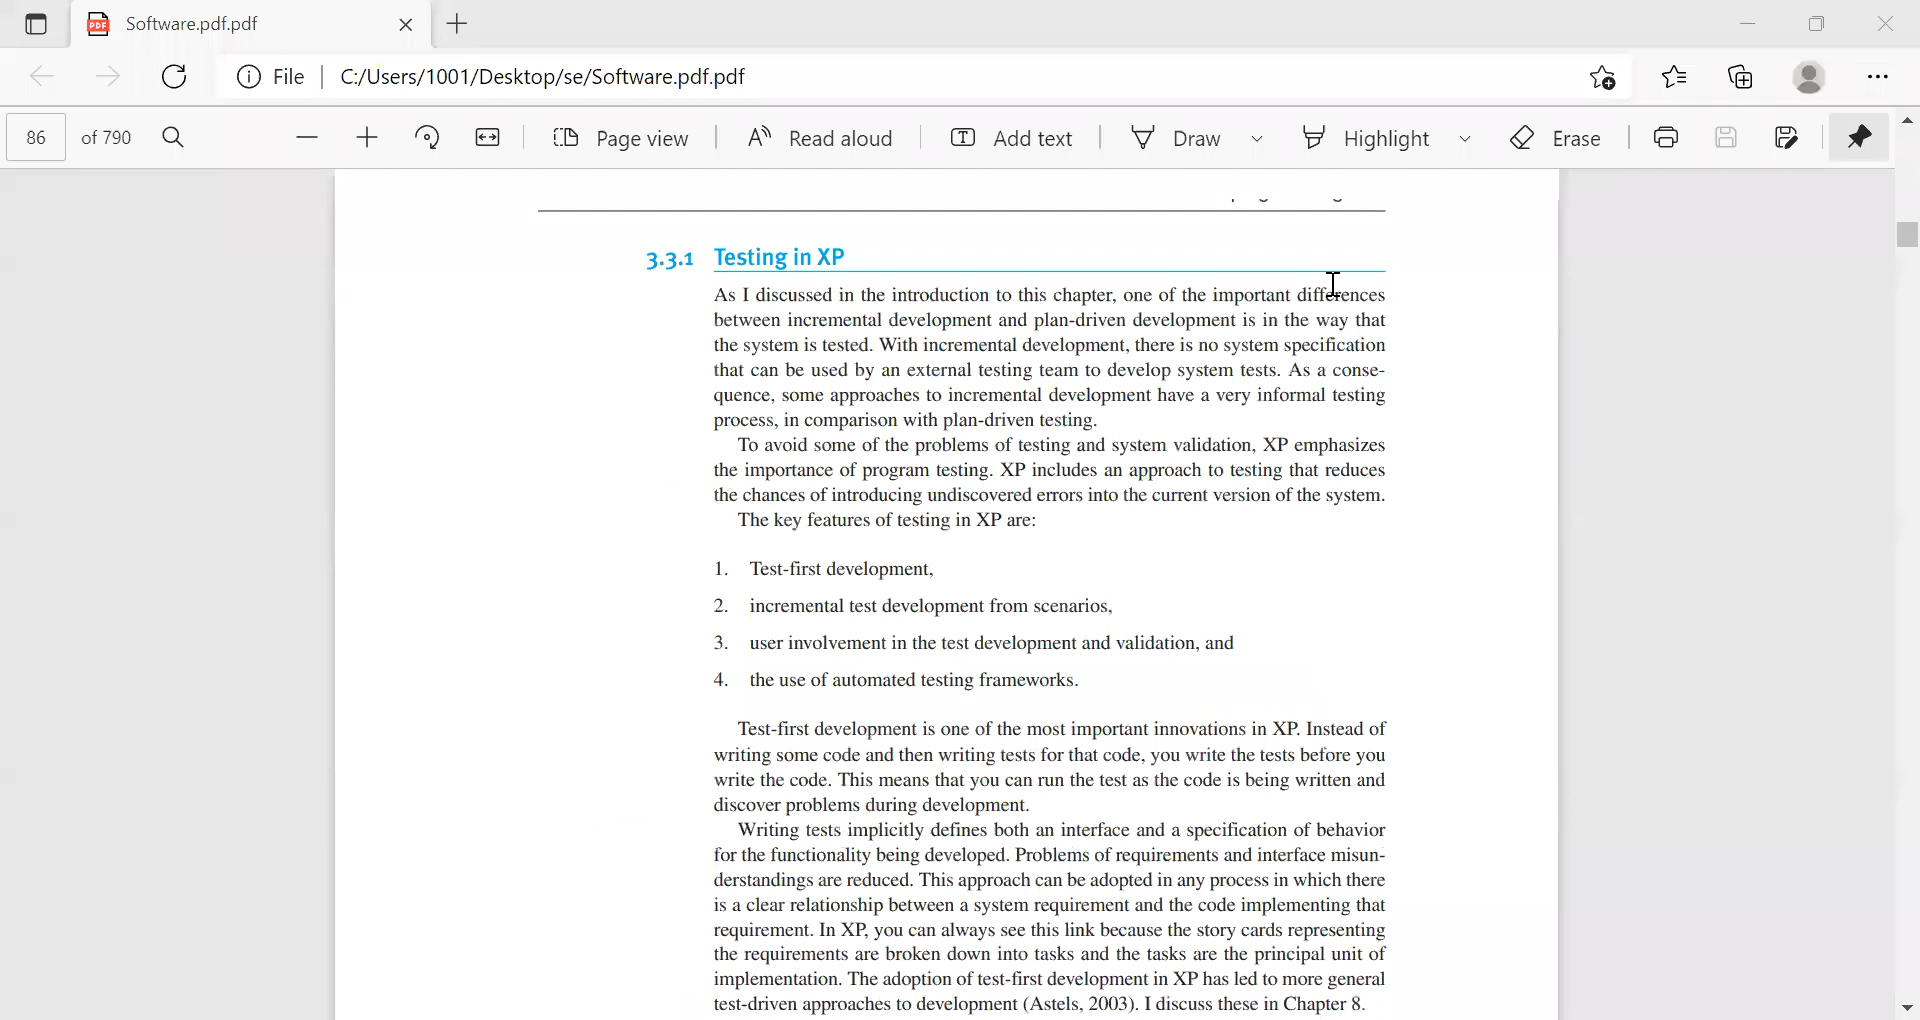 Software.pdf.pdf
File
C:/Users/1001/Desktop/se/Software.pdf.pdf
86 of 790
Page view
Read aloud
Add text
Draw
Highlight
Erase
3.3.1 Testing in XP
As I discussed in the introduction to this chapter, one of the important differences
between incremental development and plan-driven development is in the way that
the system is tested. With incremental development, there is no system specification
that can be used by an external testing team to develop system tests. As a conse-
quence, some approaches to incremental development have a very informal testing
process, in comparison with plan-driven testing.
To avoid some of the problems of testing and system validation, XP emphasizes
the importance of program testing. XP includes an approach to testing that reduces
the chances of introducing undiscovered errors into the current version of the system.
The key features of testing in XP are:
1. Test-first development,
2. incremental test development from scenarios,
3. user involvement in the test development and validation, and
4. the use of automated testing frameworks.
Test-first development is one of the most important innovations in XP. Instead of
writing some code and then writing tests for that code, you write the tests before you
write the code. This means that you can run the test as the code is being written and
discover problems during development.
Writing tests implicitly defines both an interface and a specification of behavior
for the functionality being developed. Problems of requirements and interface misun-
derstandings are reduced. This approach can be adopted in any process in which there
is a clear relationship between a system requirement and the code implementing that
requirement. In XP, you can always see this link because the story cards representing
the requirements are broken down into tasks and the tasks are the principal unit of
implementation. The adoption of test-first development in XP has led to more general
test-driven approaches to development (Astels, 2003). I discuss these in Chapter 8.